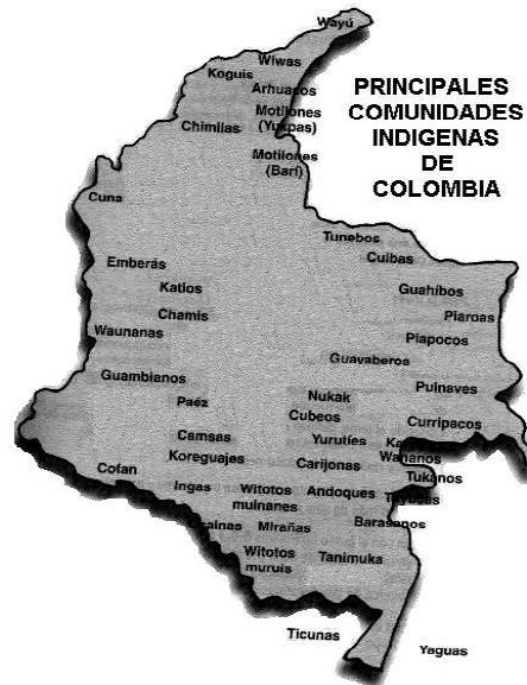 Wayú
Wiwas
Koguis
Arhuacos
PRINCIPALES
COMUNIDADES
INDIGENAS
DE
COLOMBIA
Motilones
(Yukpas)
Chimilas
Motilones
(Barí)
Cuna
Tunebos
Cuibas
Emberás
Katios
Guahíbos
Chamis
Piaroas
Waunanas
Piapocos
Guayaberos
Guambianos
Puinaves
Paéz
Nukak
Cubeos
Curripacos
Camsas
Yurutíes
Koreguajes
Wananos
Cofan
Carijonas
Tukanos
Ingas
Witotos
muinanes
Andoques
Mirañas
Barasanos
Witotos
muruis
Tanimuka
Ticunas
Yaguas